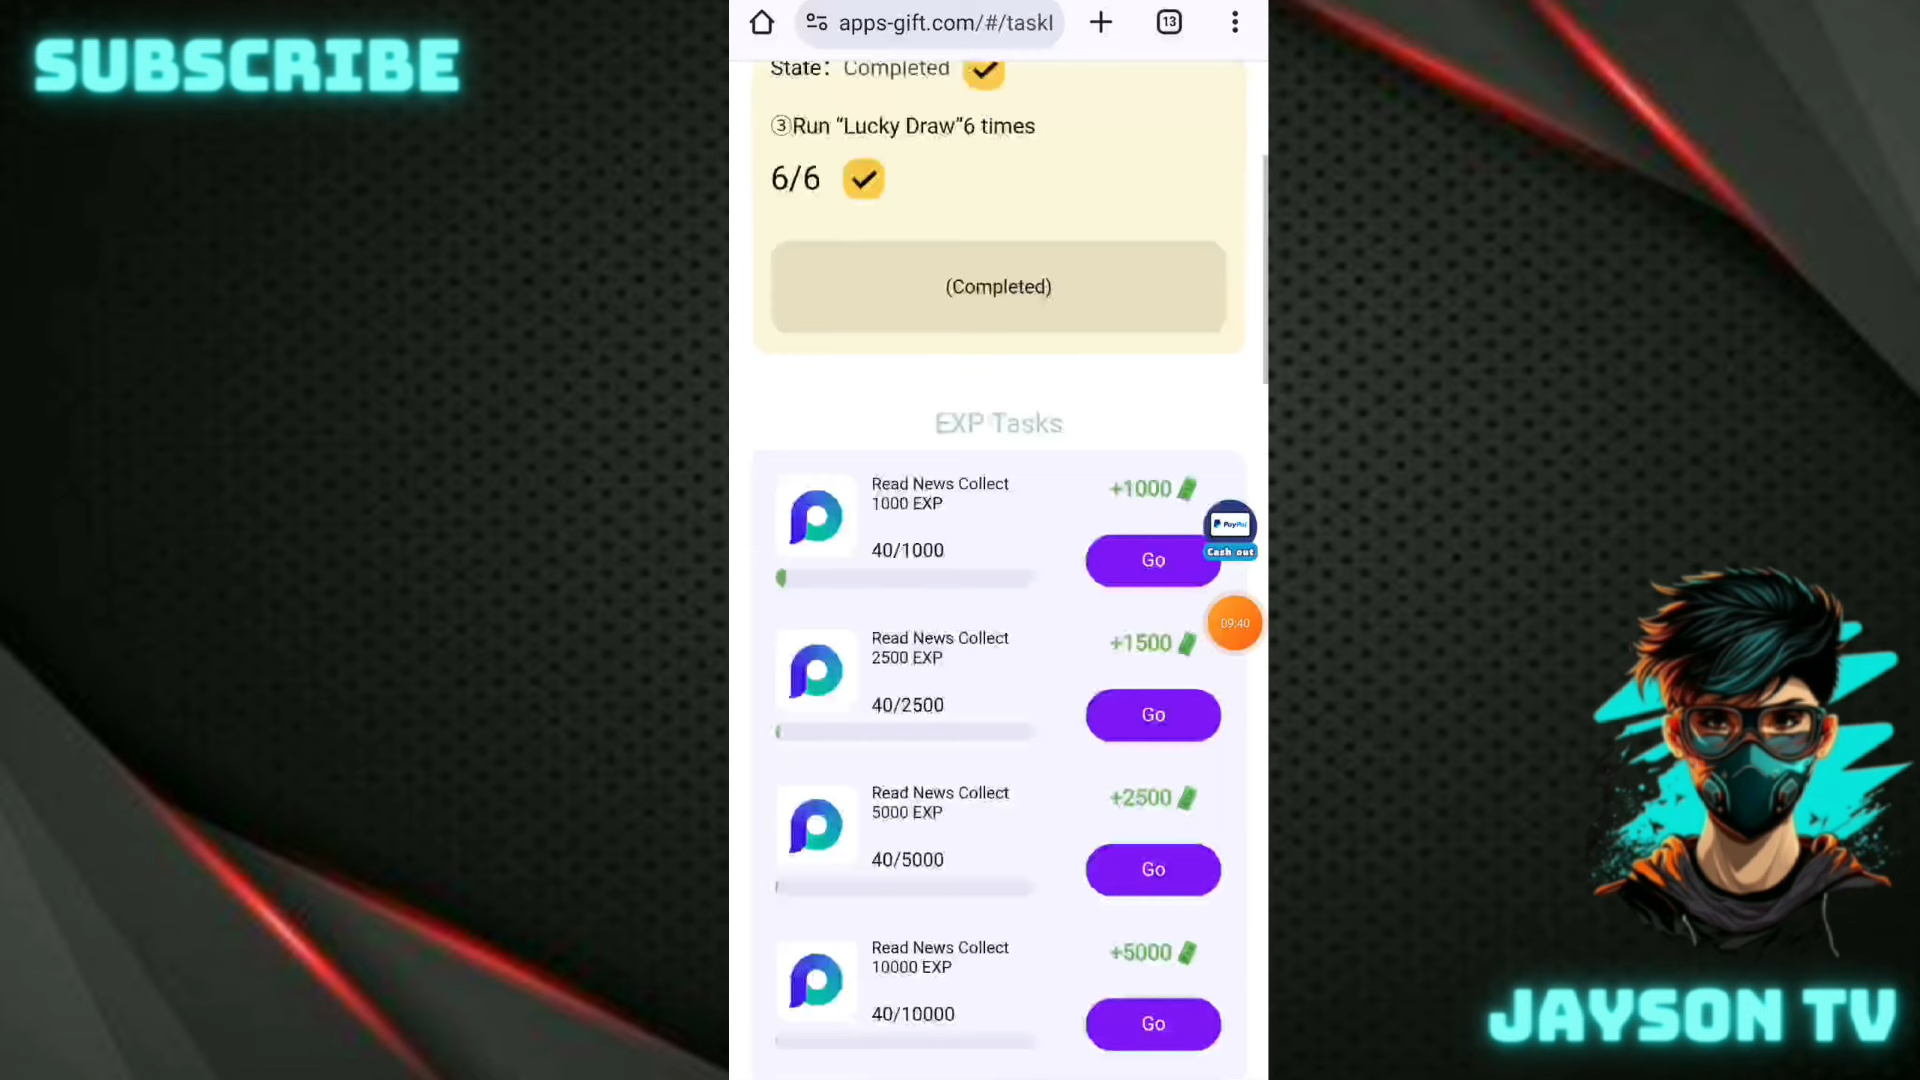 SUBSCRIBE
apps-gift.com/#/taskl
13
State: Completed
③Run “Lucky Draw”6 times
6/6
(Completed)
EXP Tasks
Read News Collect
1000 EXP
+1000
40/1000
Go
PayPal
Cash out
09:40
Read News Collect
2500 EXP
+1500
40/2500
Go
Read News Collect
5000 EXP
+2500
40/5000
Go
Read News Collect
10000 EXP
+5000
40/10000
Go
JAYSON TV